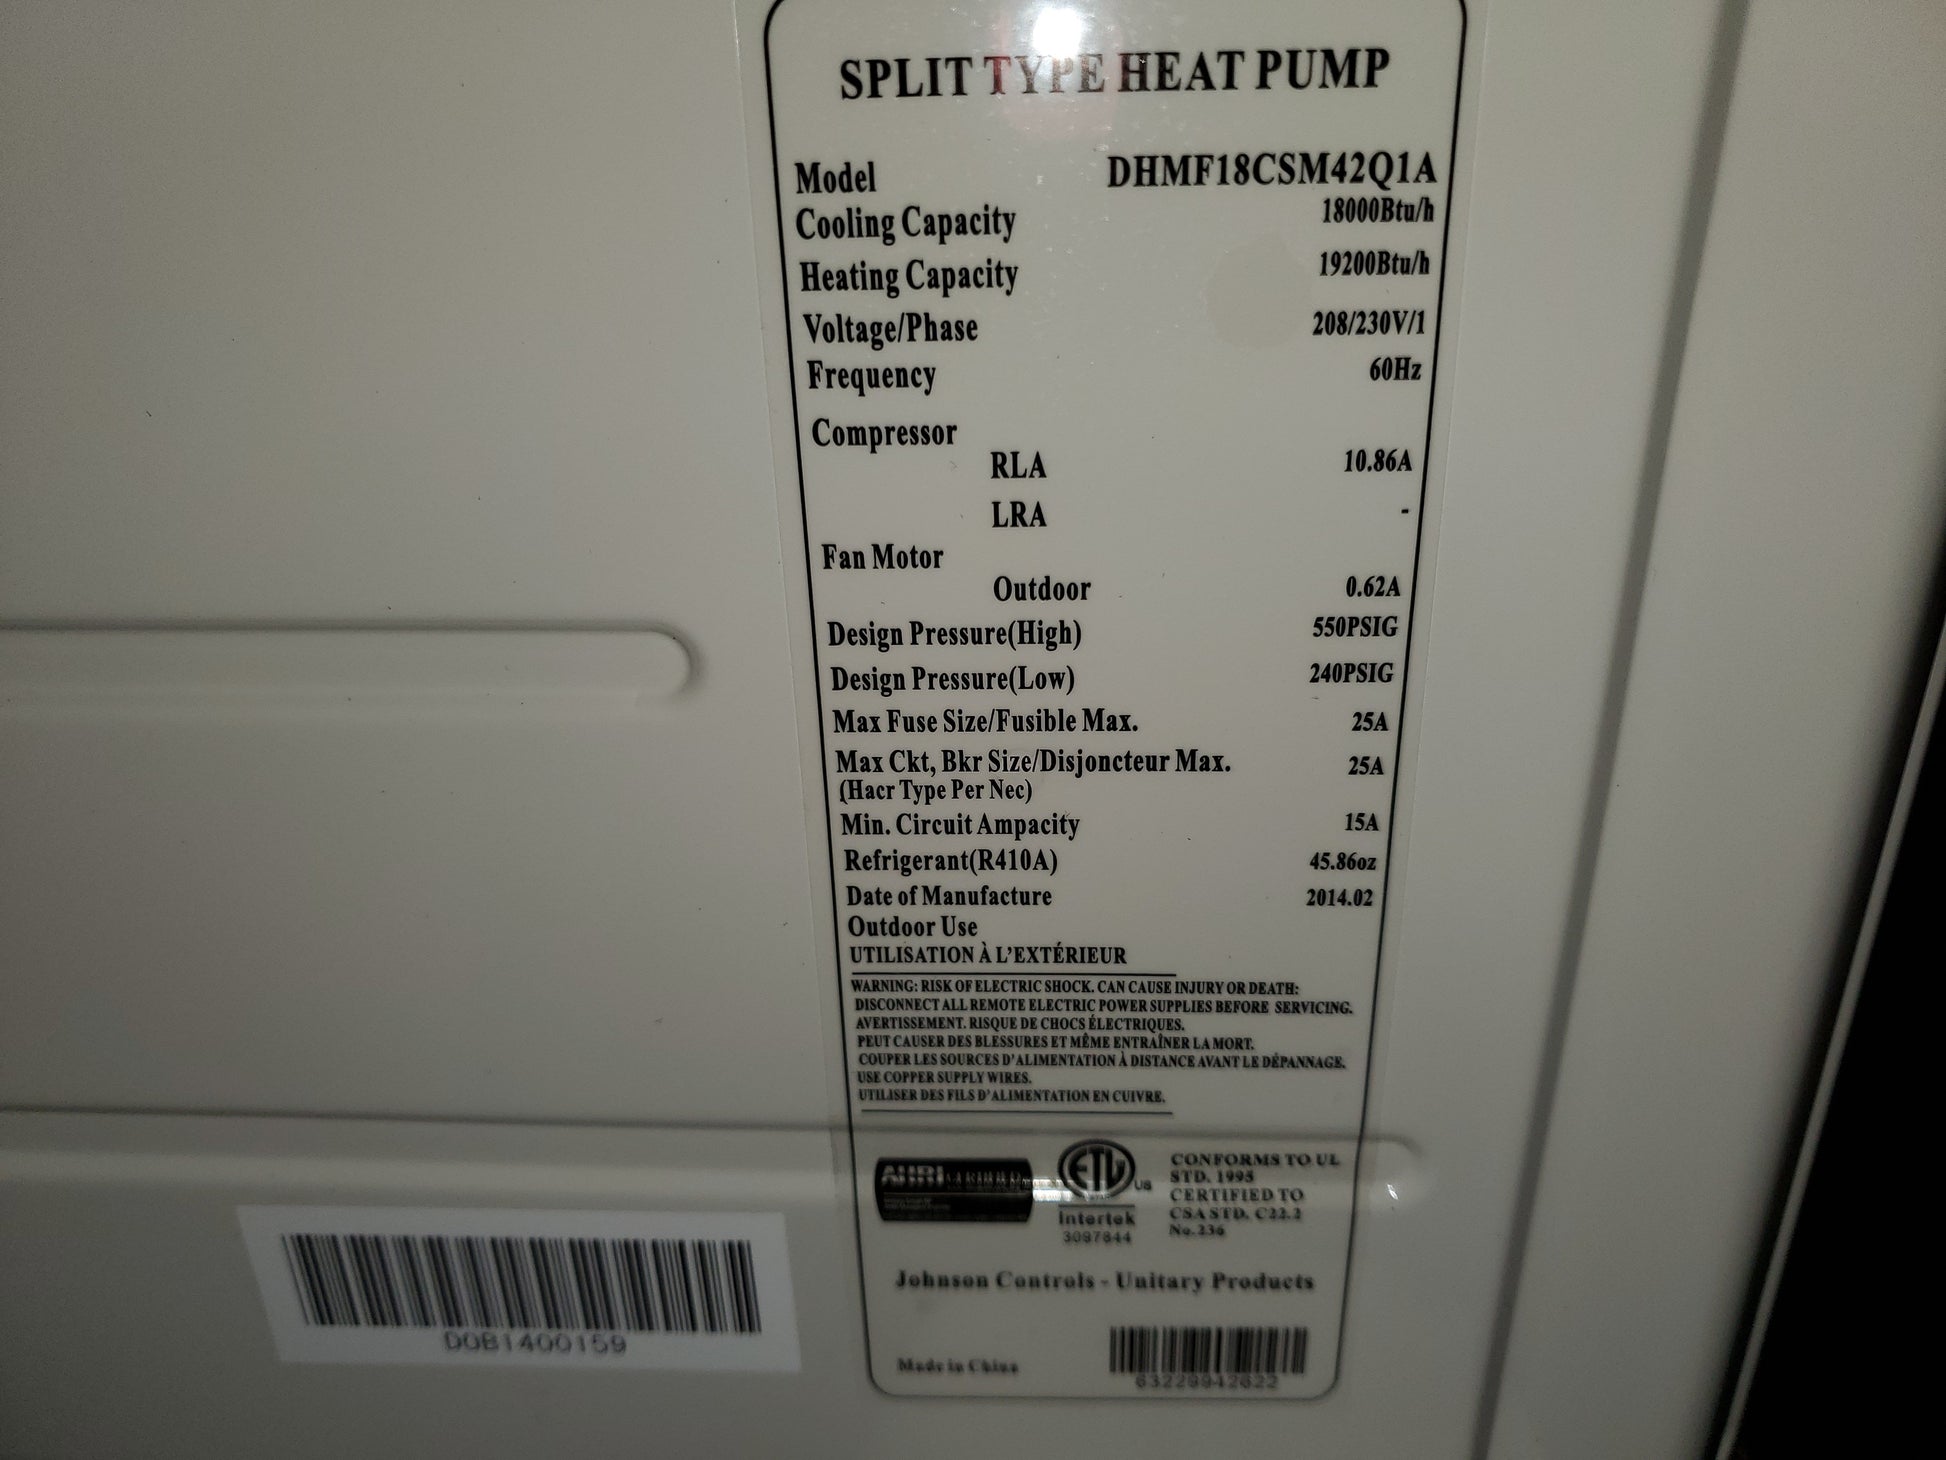 SPLIT TYPE HEAT PUMP
Model DHMF18CSM42Q1A
Cooling Capacity 18000Btu/h
Heating Capacity 19200Btu/h
Voltage/Phase 208/230V/1
Frequency 60Hz
Compressor
RLA 10.86A
LRA -
Fan Motor
Outdoor 0.62A
Design Pressure(High) 550PSIG
Design Pressure(Low) 240PSIG
Max Fuse Size/Fusible Max. 25A
Max Ckt, Bkr Size/Disjoncteur Max. 25A
(Hacr Type Per Nec)
Min. Circuit Ampacity 15A
Refrigerant(R410A) 45.86oz
Date of Manufacture 2014.02
Outdoor Use
UTILISATION À L'EXTÉRIEUR
WARNING: RISK OF ELECTRIC SHOCK. CAN CAUSE INJURY OR DEATH:
DISCONNECT ALL REMOTE ELECTRIC POWER SUPPLIES BEFORE SERVICING.
AVERTISSEMENT. RISQUE DE CHOCS ÉLECTRIQUES.
PEUT CAUSER DES BLESSURES ET MÊME ENTRAÎNER LA MORT.
COUPER LES SOURCES D'ALIMENTATION À DISTANCE AVANT LE DÉPANNAGE.
USE COPPER SUPPLY WIRES.
UTILISER DES FILS D'ALIMENTATION EN CUIVRE.
AHRI
ETL US
Intertek
3097844
CONFORMS TO UL
STD. 1995
CERTIFIED TO
CSA STD. C22.2
No.236
Johnson Controls - Unitary Products
Made in China
63229942622
D0B1400159